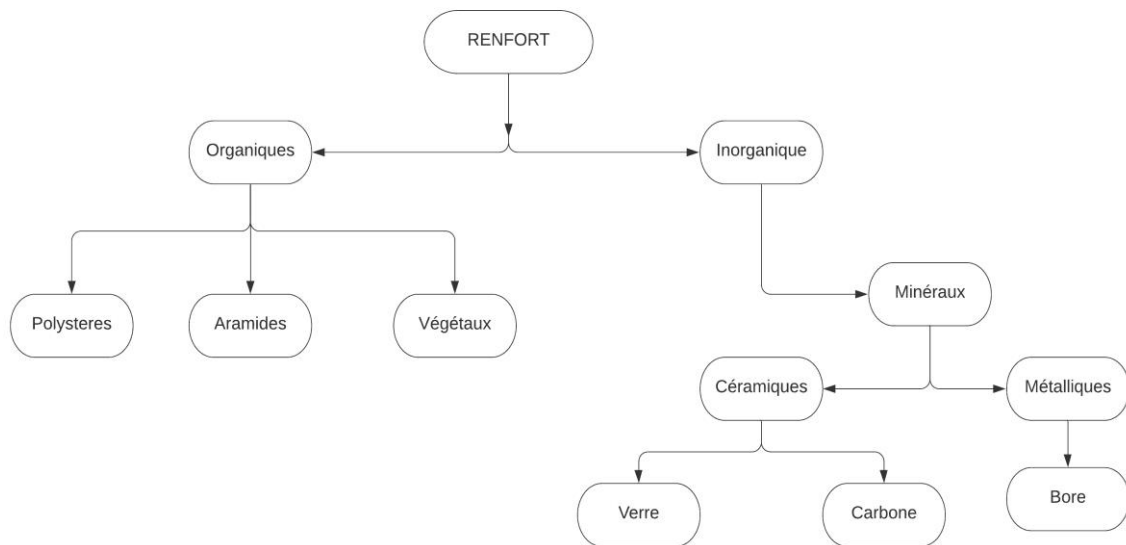 RENFORT
Organiques
Inorganique
Minéraux
Polysteres
Aramides
Végétaux
Céramiques
Métalliques
Verre
Carbone
Bore